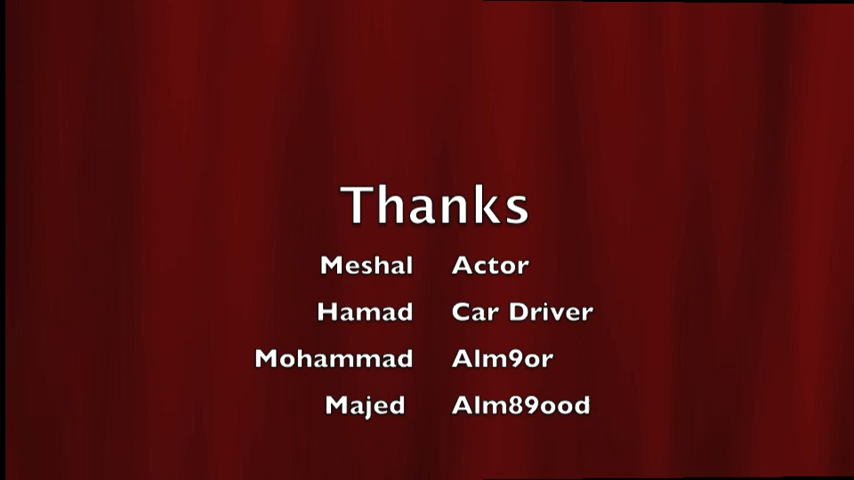 Thanks
Meshal Actor
Hamad Car Driver
Mohammad Alm9or
Majed Alm89ood